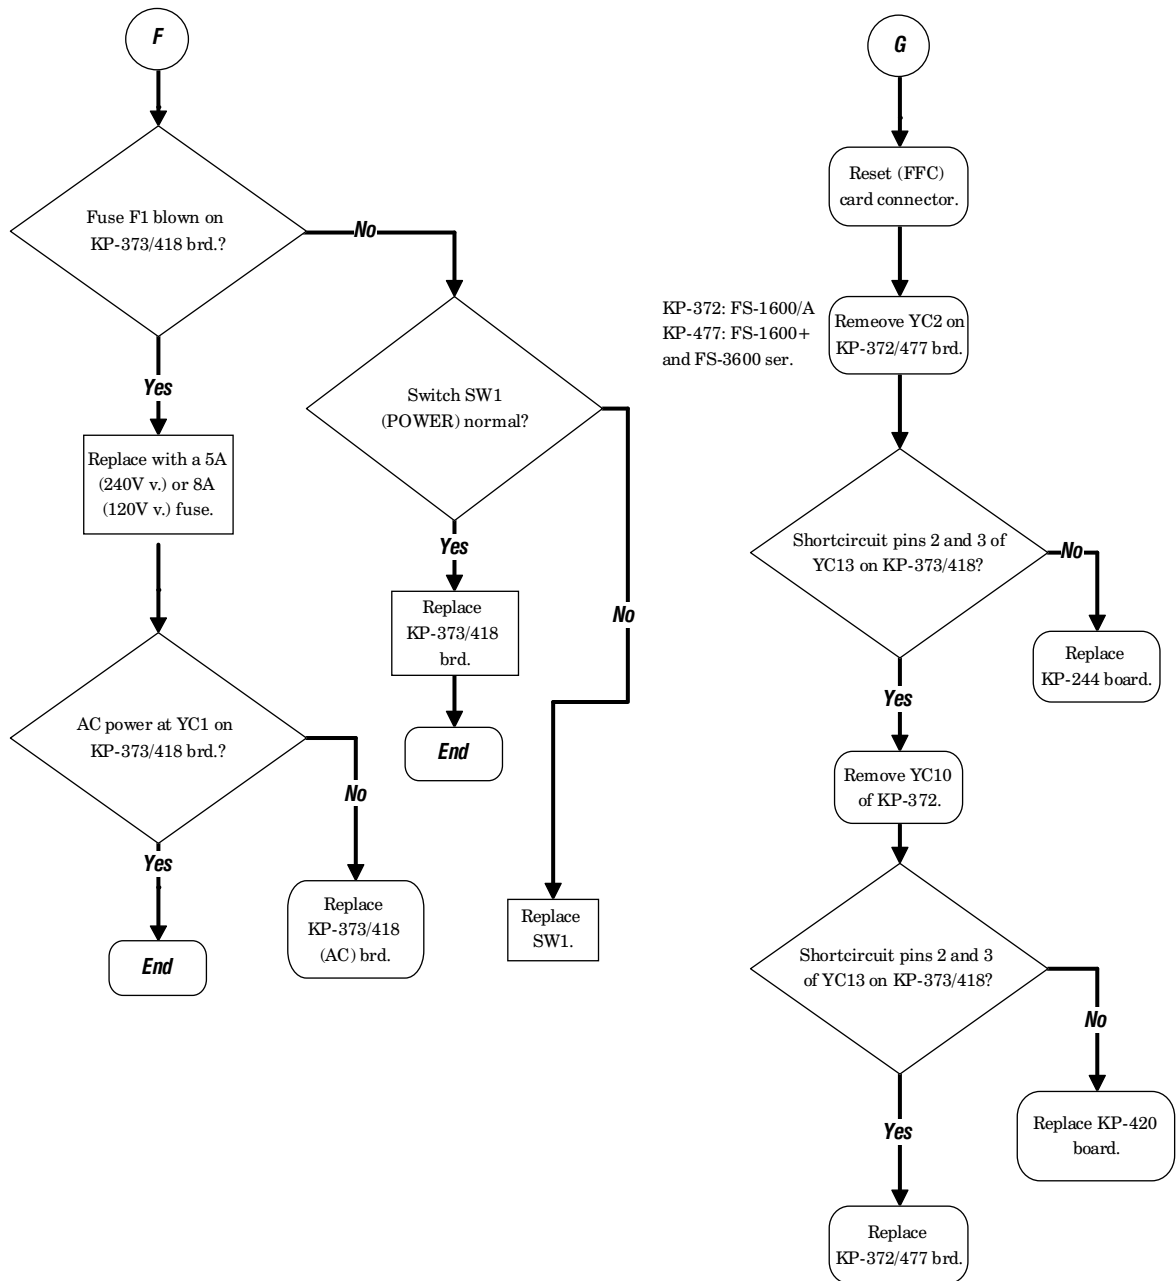 F
Fuse F1 blown on
KP-373/418 brd.?
No
Yes
Switch SW1
(POWER) normal?
Replace with a 5A
(240V v.) or 8A
(120V v.) fuse.
Yes
No
Replace
KP-373/418
brd.
End
AC power at YC1 on
KP-373/418 brd.?
No
Yes
Replace
KP-373/418
(AC) brd.
Replace
SW1.
End
G
Reset (FFC)
card connector.
KP-372: FS-1600/A
KP-477: FS-1600+
and FS-3600 ser.
Remeove YC2 on
KP-372/477 brd.
Shortcircuit pins 2 and 3 of
YC13 on KP-373/418?
No
Replace
KP-244 board.
Yes
Remove YC10
of KP-372.
Shortcircuit pins 2 and 3
of YC13 on KP-373/418?
No
Replace KP-420
board.
Yes
Replace
KP-372/477 brd.